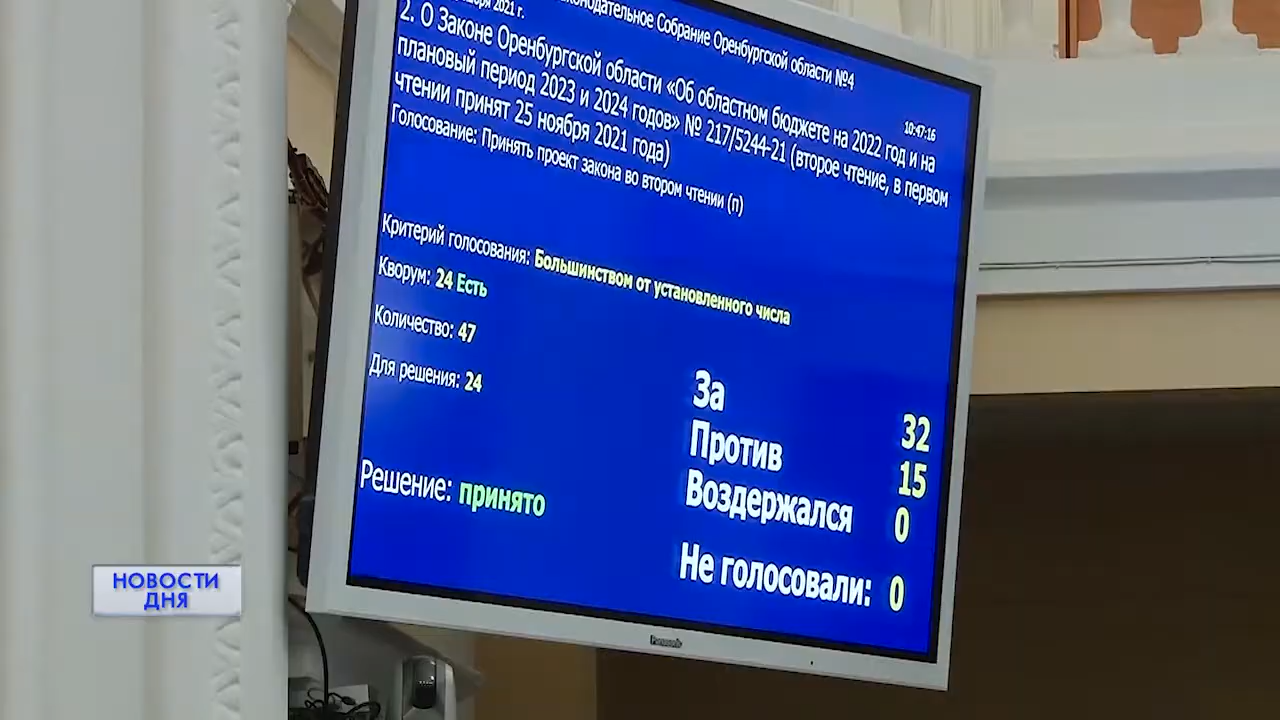 2021 г.
Собрание Оренбургской области №4
10:47:16
2. О Законе Оренбургской области «Об областном бюджете на 2022 год и на
плановый период 2023 и 2024 годов» № 217/5244-21 (второе чтение, в первом
чтении принят 25 ноября 2021 года)
Голосование: Принять проект закона во втором чтении (п)
Критерий голосования: Большинством от установленного числа
Кворум: 24 Есть
Количество: 47
Для решения: 24
За 32
Против 15
Воздержался 0
Не голосовали: 0
Решение: принято
Panasonic
НОВОСТИ
ДНЯ